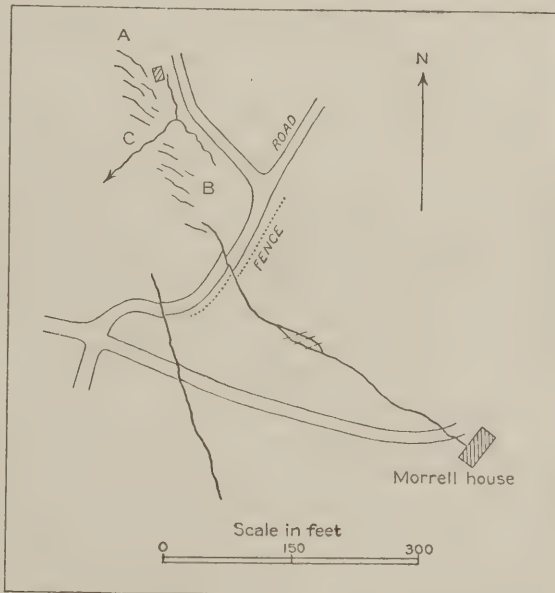 A
N
C
ROAD
B
FENCE
Morrell house
Scale in feet
0 150 300